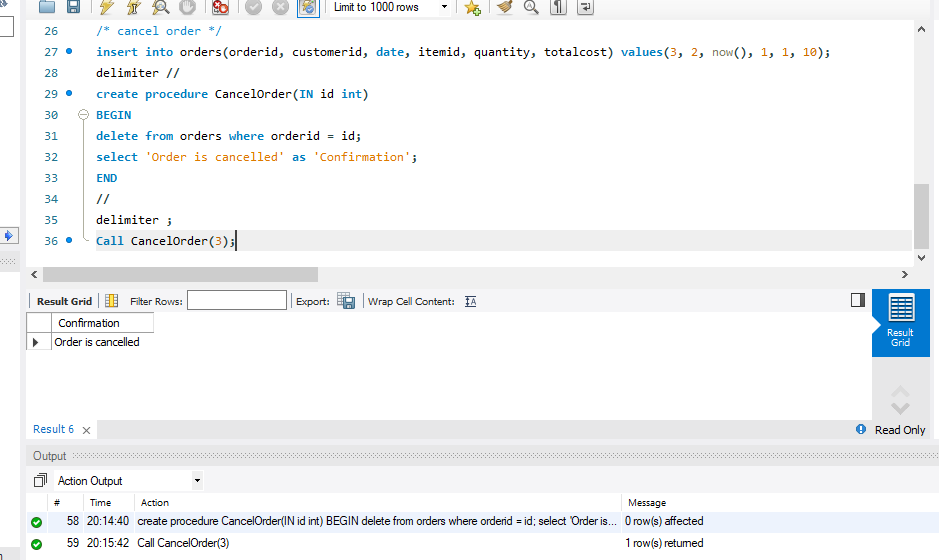 Limit to 1000 rows
26 /* cancel order */
27 insert into orders(orderid, customerid, date, itemid, quantity, totalcost) values(3, 2, now(), 1, 1, 10);
28 delimiter //
29 create procedure CancelOrder(IN id int)
30 BEGIN
31 delete from orders where orderid = id;
32 select 'Order is cancelled' as 'Confirmation';
33 END
34 //
35 delimiter ;
36 Call CancelOrder(3);
Result Grid Filter Rows: Export: Wrap Cell Content: IA
Confirmation
Order is cancelled
Result Grid
Result 6 Read Only
Output
Action Output
# Time Action Message
58 20:14:40 create procedure CancelOrder(IN id int) BEGIN delete from orders where orderid = id; select 'Order is... 0 row(s) affected
59 20:15:42 Call CancelOrder(3) 1 row(s) returned